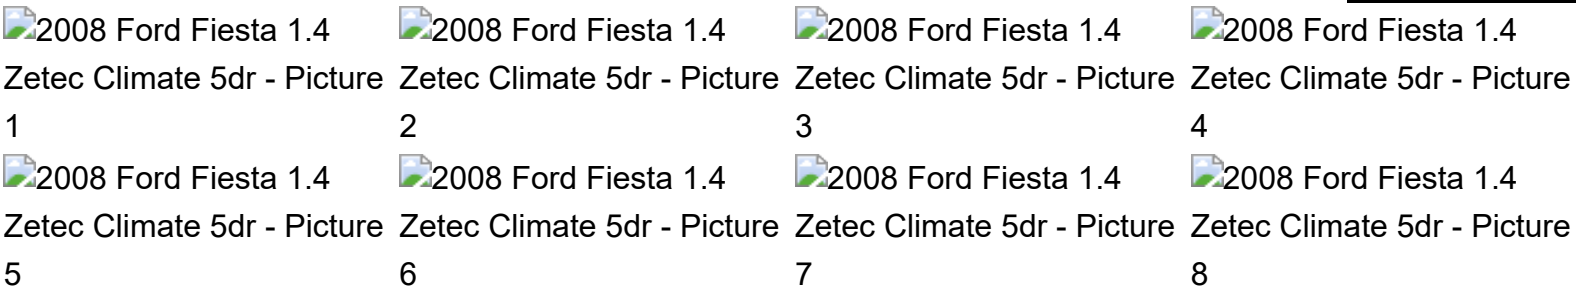 2008 Ford Fiesta 1.4 2008 Ford Fiesta 1.4 2008 Ford Fiesta 1.4 2008 Ford Fiesta 1.4
Zetec Climate 5dr - Picture Zetec Climate 5dr - Picture Zetec Climate 5dr - Picture Zetec Climate 5dr - Picture
1 2 3 4
2008 Ford Fiesta 1.4 2008 Ford Fiesta 1.4 2008 Ford Fiesta 1.4 2008 Ford Fiesta 1.4
Zetec Climate 5dr - Picture Zetec Climate 5dr - Picture Zetec Climate 5dr - Picture Zetec Climate 5dr - Picture
5 6 7 8